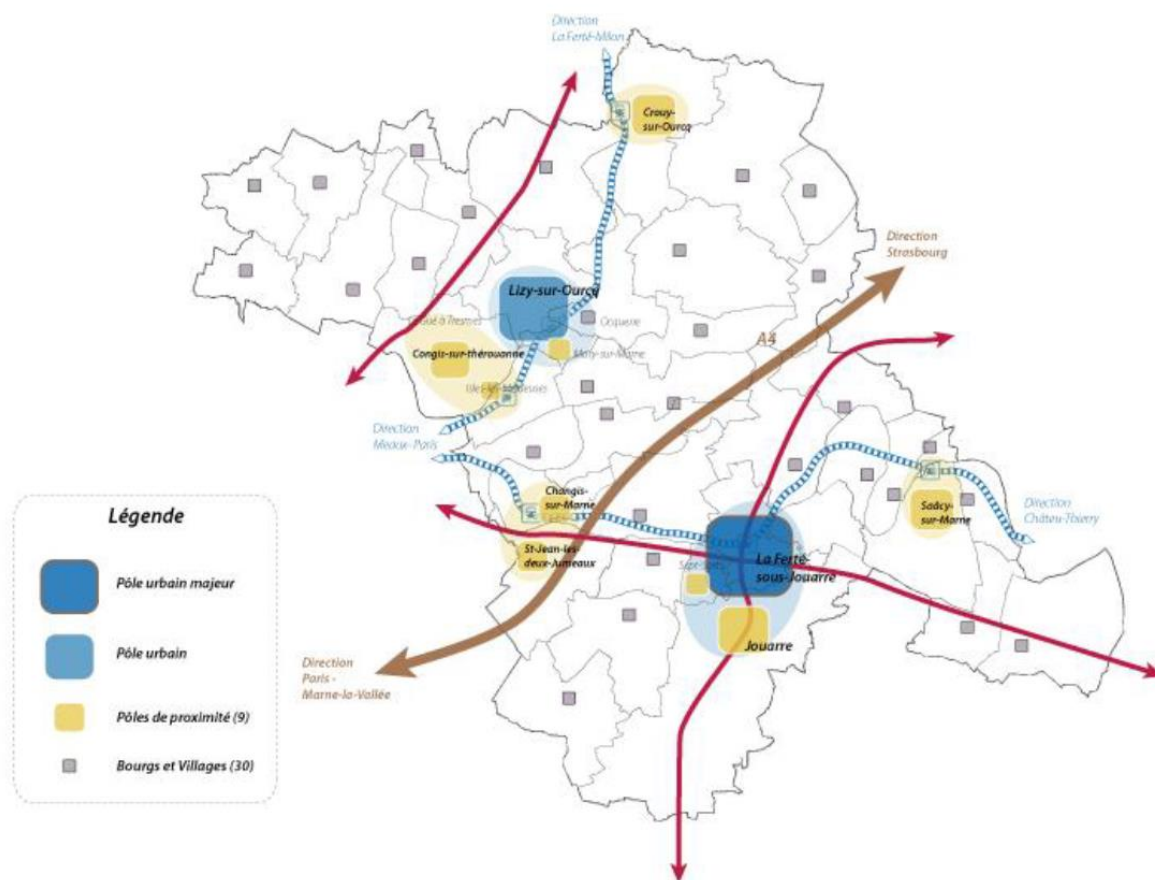 Direction
La Ferté-Milon
Crouy-
sur-Ourcq
Direction
Strasbourg
Lizy-sur-Ourcq
Ocquerre
Mary-sur-Marne
A4
Congis-sur-thérouanne
Direction
Meaux-Paris
Changis-
sur-Marne
St-Jean-les-
deux-Jumeaux
Sept-Sorts
La Ferté-
sous-Jouarre
Jouarre
Saâcy-
sur-Marne
Direction
Château-Thierry
Direction
Paris -
Marne-la-Vallée
Légende
Pôle urbain majeur
Pôle urbain
Pôles de proximité (9)
Bourgs et Villages (30)